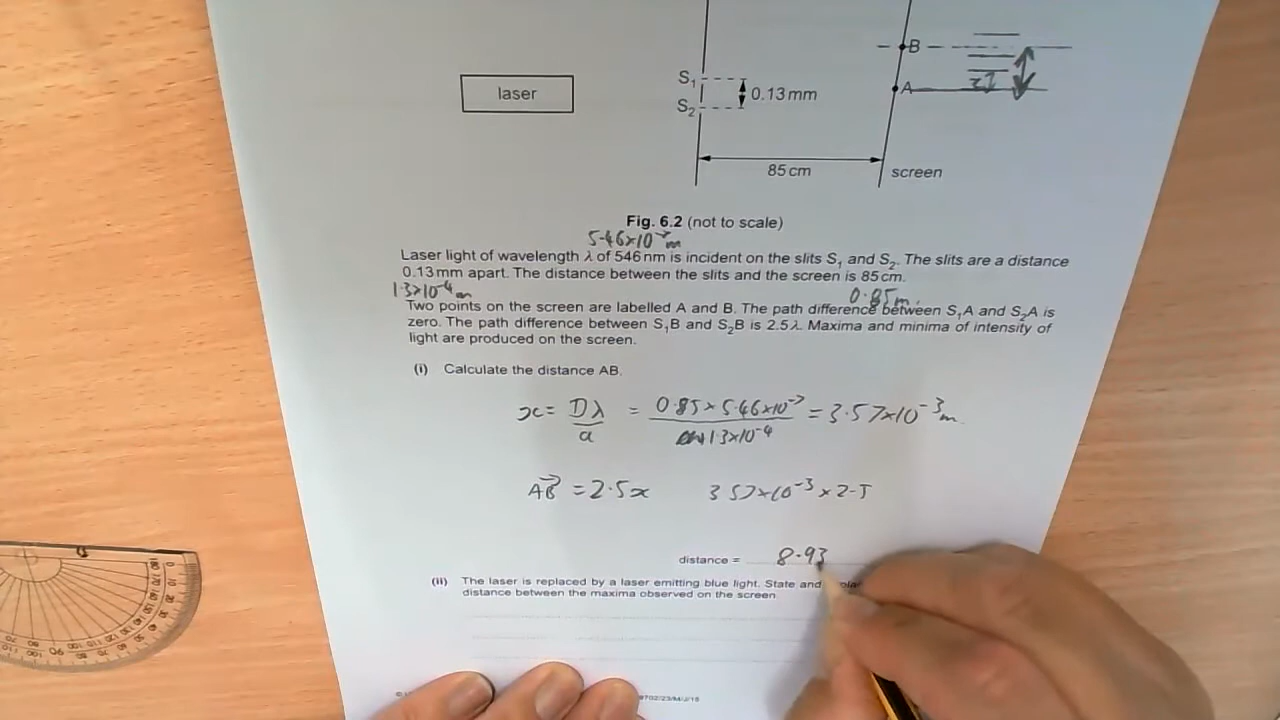 B
S₁
laser
0.13 mm
A
x
S₂
85 cm
screen
Fig. 6.2 (not to scale)
5.46×10⁻⁷m
Laser light of wavelength λ of 546 nm is incident on the slits S₁ and S₂. The slits are a distance
0.13 mm apart. The distance between the slits and the screen is 85 cm.
1.3×10⁻⁴m
0.85m.
Two points on the screen are labelled A and B. The path difference between S₁A and S₂A is
zero. The path difference between S₁B and S₂B is 2.5λ. Maxima and minima of intensity of
light are produced on the screen.
(i) Calculate the distance AB.
x = Dλ/a = 0.85 × 5.46×10⁻⁷ / 1.3×10⁻⁴ = 3.57×10⁻³m.
AB = 2.5x 3.57×10⁻³ × 2.5
distance = 8.93
(ii) The laser is replaced by a laser emitting blue light. State and
distance between the maxima observed on the screen.
9702/23/M/J/15